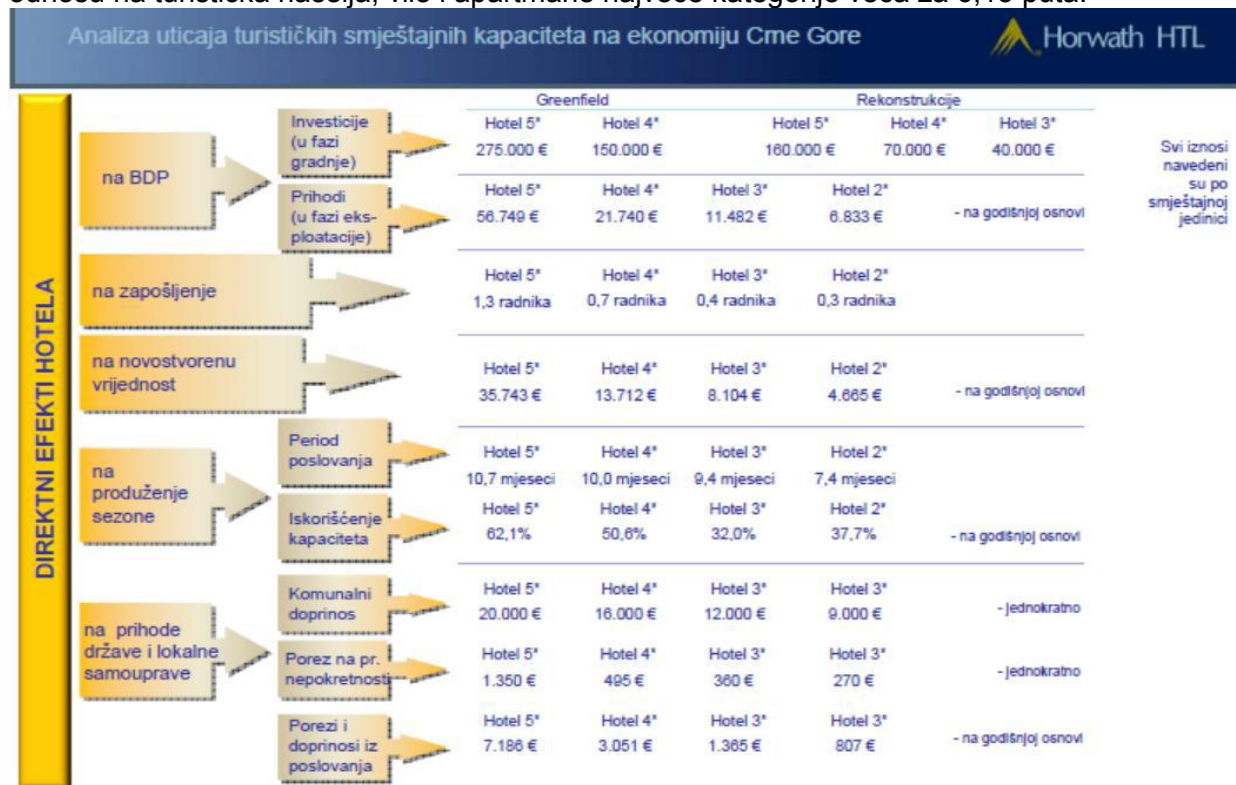 Analiza uticaja turističkih smještajnih kapaciteta na ekonomiju Crne Gore
Horwath HTL
DIREKTNI EFEKTI HOTELA
Greenfield Rekonstrukcije
na BDP
Investicije
(u fazi
gradnje)
Hotel 5* Hotel 4* Hotel 5* Hotel 4* Hotel 3*
275.000 € 150.000 € 160.000 € 70.000 € 40.000 €
Svi iznosi
navedeni
su po
smještajnoj
jedinici
Prihodi
(u fazi eks-
ploatacije)
Hotel 5* Hotel 4* Hotel 3* Hotel 2*
56.749 € 21.740 € 11.482 € 6.833 € - na godišnjoj osnovi
na zapošljenje
Hotel 5* Hotel 4* Hotel 3* Hotel 2*
1,3 radnika 0,7 radnika 0,4 radnika 0,3 radnika
na novostvorenu
vrijednost
Hotel 5* Hotel 4* Hotel 3* Hotel 2*
35.743 € 13.712 € 8.104 € 4.665 € - na godišnjoj osnovi
na
produženje
sezone
Period
poslovanja
Hotel 5* Hotel 4* Hotel 3* Hotel 2*
10,7 mjeseci 10,0 mjeseci 9,4 mjeseci 7,4 mjeseci
Iskorišćenje
kapaciteta
Hotel 5* Hotel 4* Hotel 3* Hotel 2*
62,1% 50,6% 32,0% 37,7% - na godišnjoj osnovi
na prihode
države i lokalne
samouprave
Komunalni
doprinos
Hotel 5* Hotel 4* Hotel 3* Hotel 3*
20.000 € 16.000 € 12.000 € 9.000 € - jednokratno
Porez na pr.
nepokretnosti
Hotel 5* Hotel 4* Hotel 3* Hotel 3*
1.350 € 495 € 360 € 270 € - jednokratno
Porezi i
doprinosi iz
poslovanja
Hotel 5* Hotel 4* Hotel 3* Hotel 3*
7.186 € 3.051 € 1.365 € 807 € - na godišnjoj osnovi